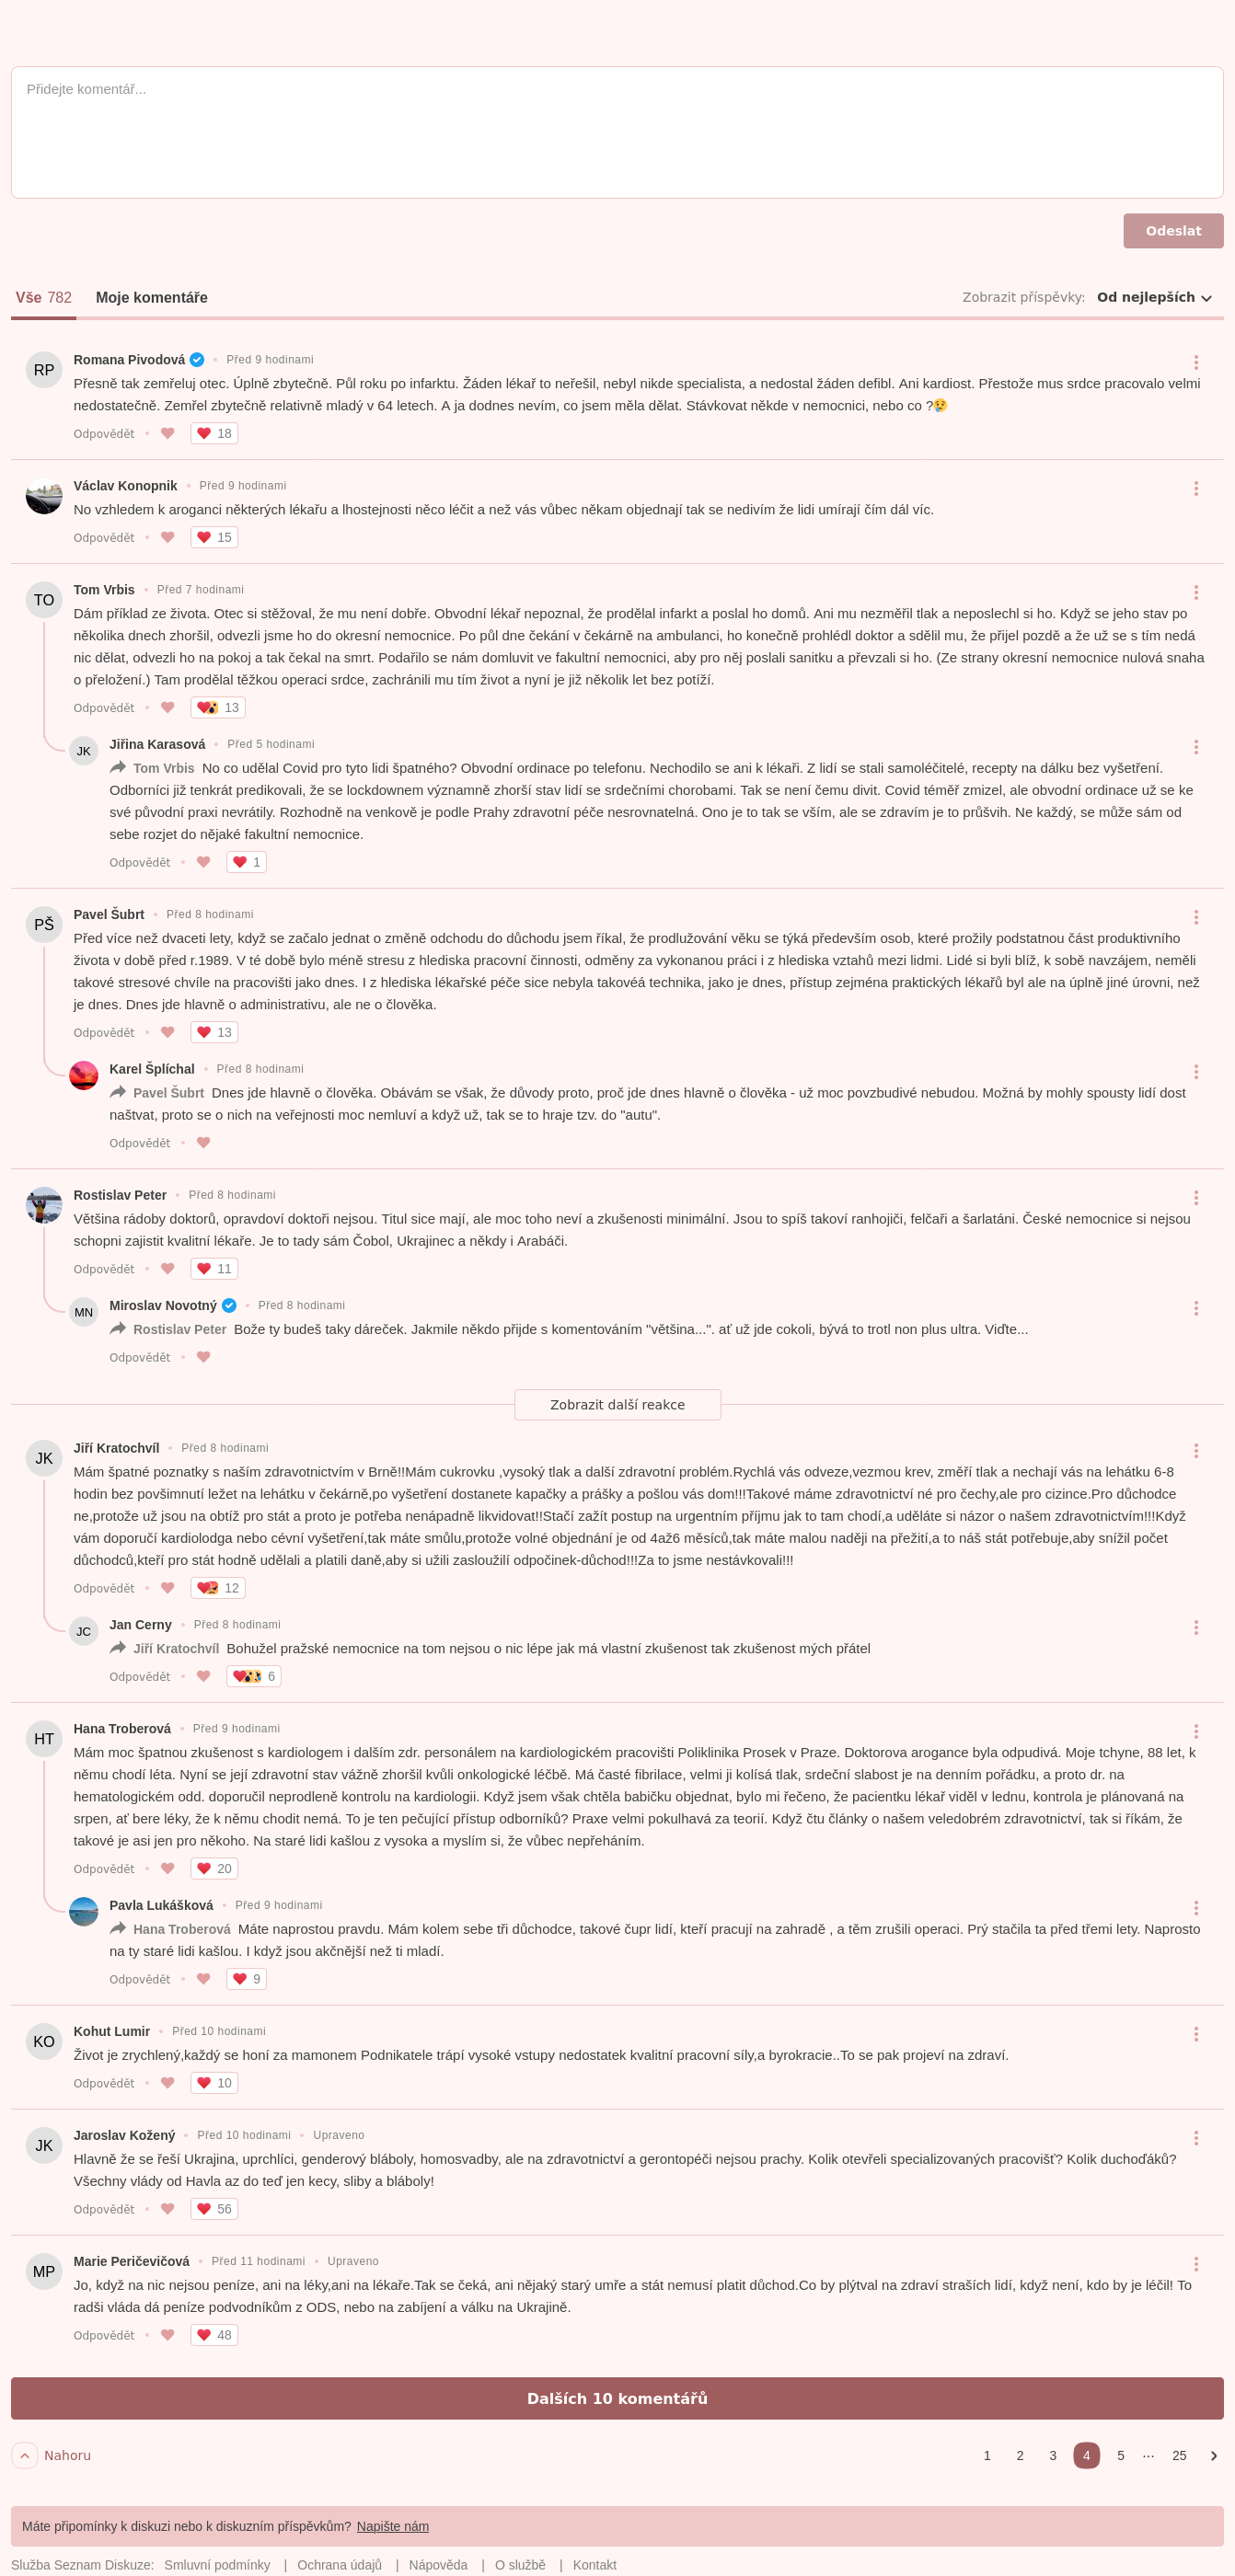 Přidejte komentář...
Odeslat
Vše 782 Moje komentáře Zobrazit příspěvky: Od nejlepších
RP Romana Pivodová • Před 9 hodinami
Přesně tak zemřeluj otec. Úplně zbytečně. Půl roku po infarktu. Žáden lékař to neřešil, nebyl nikde specialista, a nedostal žáden defibl. Ani kardiost. Přestože mus srdce pracovalo velmi
nedostatečně. Zemřel zbytečně relativně mladý v 64 letech. A ja dodnes nevím, co jsem měla dělat. Stávkovat někde v nemocnici, nebo co ?😢
Odpovědět • 18
Václav Konopnik • Před 9 hodinami
No vzhledem k aroganci některých lékařu a lhostejnosti něco léčit a než vás vůbec někam objednají tak se nedivím že lidi umírají čím dál víc.
Odpovědět • 15
TO Tom Vrbis • Před 7 hodinami
Dám příklad ze života. Otec si stěžoval, že mu není dobře. Obvodní lékař nepoznal, že prodělal infarkt a poslal ho domů. Ani mu nezměřil tlak a neposlechl si ho. Když se jeho stav po
několika dnech zhoršil, odvezli jsme ho do okresní nemocnice. Po půl dne čekání v čekárně na ambulanci, ho konečně prohlédl doktor a sdělil mu, že přijel pozdě a že už se s tím nedá
nic dělat, odvezli ho na pokoj a tak čekal na smrt. Podařilo se nám domluvit ve fakultní nemocnici, aby pro něj poslali sanitku a převzali si ho. (Ze strany okresní nemocnice nulová snaha
o přeložení.) Tam prodělal těžkou operaci srdce, zachránili mu tím život a nyní je již několik let bez potíží.
Odpovědět • 13
JK Jiřina Karasová • Před 5 hodinami
Tom Vrbis No co udělal Covid pro tyto lidi špatného? Obvodní ordinace po telefonu. Nechodilo se ani k lékaři. Z lidí se stali samoléčitelé, recepty na dálku bez vyšetření.
Odborníci již tenkrát predikovali, že se lockdownem významně zhorší stav lidí se srdečními chorobami. Tak se není čemu divit. Covid téměř zmizel, ale obvodní ordinace už se ke
své původní praxi nevrátily. Rozhodně na venkově je podle Prahy zdravotní péče nesrovnatelná. Ono je to tak se vším, ale se zdravím je to průšvih. Ne každý, se může sám od
sebe rozjet do nějaké fakultní nemocnice.
Odpovědět • 1
PŠ Pavel Šubrt • Před 8 hodinami
Před více než dvaceti lety, když se začalo jednat o změně odchodu do důchodu jsem říkal, že prodlužování věku se týká především osob, které prožily podstatnou část produktivního
života v době před r.1989. V té době bylo méně stresu z hlediska pracovní činnosti, odměny za vykonanou práci i z hlediska vztahů mezi lidmi. Lidé si byli blíž, k sobě navzájem, neměli
takové stresové chvíle na pracovišti jako dnes. I z hlediska lékařské péče sice nebyla takovéá technika, jako je dnes, přístup zejména praktických lékařů byl ale na úplně jiné úrovni, než
je dnes. Dnes jde hlavně o administrativu, ale ne o člověka.
Odpovědět • 13
Karel Šplíchal • Před 8 hodinami
Pavel Šubrt Dnes jde hlavně o člověka. Obávám se však, že důvody proto, proč jde dnes hlavně o člověka - už moc povzbudivé nebudou. Možná by mohly spousty lidí dost
naštvat, proto se o nich na veřejnosti moc nemluví a když už, tak se to hraje tzv. do "autu".
Odpovědět •
Rostislav Peter • Před 8 hodinami
Většina rádoby doktorů, opravdoví doktoři nejsou. Titul sice mají, ale moc toho neví a zkušenosti minimální. Jsou to spíš takoví ranhojiči, felčaři a šarlatáni. České nemocnice si nejsou
schopni zajistit kvalitní lékaře. Je to tady sám Čobol, Ukrajinec a někdy i Arabáči.
Odpovědět • 11
MN Miroslav Novotný • Před 8 hodinami
Rostislav Peter Bože ty budeš taky dáreček. Jakmile někdo přijde s komentováním "většina...". ať už jde cokoli, bývá to trotl non plus ultra. Viďte...
Odpovědět •
Zobrazit další reakce
JK Jiří Kratochvíl • Před 8 hodinami
Mám špatné poznatky s naším zdravotnictvím v Brně!!Mám cukrovku ,vysoký tlak a další zdravotní problém.Rychlá vás odveze,vezmou krev, změří tlak a nechají vás na lehátku 6-8
hodin bez povšimnutí ležet na lehátku v čekárně,po vyšetření dostanete kapačky a prášky a pošlou vás dom!!!Takové máme zdravotnictví né pro čechy,ale pro cizince.Pro důchodce
ne,protože už jsou na obtíž pro stát a proto je potřeba nenápadně likvidovat!!Stačí zažít postup na urgentním příjmu jak to tam chodí,a uděláte si názor o našem zdravotnictvím!!!Když
vám doporučí kardiolodga nebo cévní vyšetření,tak máte smůlu,protože volné objednání je od 4až6 měsíců,tak máte malou naději na přežití,a to náš stát potřebuje,aby snížil počet
důchodců,kteří pro stát hodně udělali a platili daně,aby si užili zasloužilí odpočinek-důchod!!!Za to jsme nestávkovali!!!
Odpovědět • 12
JC Jan Cerny • Před 8 hodinami
Jiří Kratochvíl Bohužel pražské nemocnice na tom nejsou o nic lépe jak má vlastní zkušenost tak zkušenost mých přátel
Odpovědět • 6
HT Hana Troberová • Před 9 hodinami
Mám moc špatnou zkušenost s kardiologem i dalším zdr. personálem na kardiologickém pracovišti Poliklinika Prosek v Praze. Doktorova arogance byla odpudivá. Moje tchyne, 88 let, k
němu chodí léta. Nyní se její zdravotní stav vážně zhoršil kvůli onkologické léčbě. Má časté fibrilace, velmi ji kolísá tlak, srdeční slabost je na denním pořádku, a proto dr. na
hematologickém odd. doporučil neprodleně kontrolu na kardiologii. Když jsem však chtěla babičku objednat, bylo mi řečeno, že pacientku lékař viděl v lednu, kontrola je plánovaná na
srpen, ať bere léky, že k němu chodit nemá. To je ten pečující přístup odborníků? Praxe velmi pokulhavá za teorií. Když čtu články o našem veledobrém zdravotnictví, tak si říkám, že
takové je asi jen pro někoho. Na staré lidi kašlou z vysoka a myslím si, že vůbec nepřeháním.
Odpovědět • 20
Pavla Lukášková • Před 9 hodinami
Hana Troberová Máte naprostou pravdu. Mám kolem sebe tři důchodce, takové čupr lidí, kteří pracují na zahradě , a těm zrušili operaci. Prý stačila ta před třemi lety. Naprosto
na ty staré lidi kašlou. I když jsou akčnější než ti mladí.
Odpovědět • 9
KO Kohut Lumir • Před 10 hodinami
Život je zrychlený,každý se honí za mamonem Podnikatele trápí vysoké vstupy nedostatek kvalitní pracovní síly,a byrokracie..To se pak projeví na zdraví.
Odpovědět • 10
JK Jaroslav Kožený • Před 10 hodinami • Upraveno
Hlavně že se řeší Ukrajina, uprchlíci, genderový bláboly, homosvadby, ale na zdravotnictví a gerontopéči nejsou prachy. Kolik otevřeli specializovaných pracovišť? Kolik duchoďáků?
Všechny vlády od Havla az do teď jen kecy, sliby a bláboly!
Odpovědět • 56
MP Marie Peričevičová • Před 11 hodinami • Upraveno
Jo, když na nic nejsou peníze, ani na léky,ani na lékaře.Tak se čeká, ani nějaký starý umře a stát nemusí platit důchod.Co by plýtval na zdraví straších lidí, když není, kdo by je léčil! To
radši vláda dá peníze podvodníkům z ODS, nebo na zabíjení a válku na Ukrajině.
Odpovědět • 48
Dalších 10 komentářů
Nahoru 1 2 3 4 5 ··· 25
Máte připomínky k diskuzi nebo k diskuzním příspěvkům? Napište nám
Služba Seznam Diskuze: Smluvní podmínky | Ochrana údajů | Nápověda | O službě | Kontakt